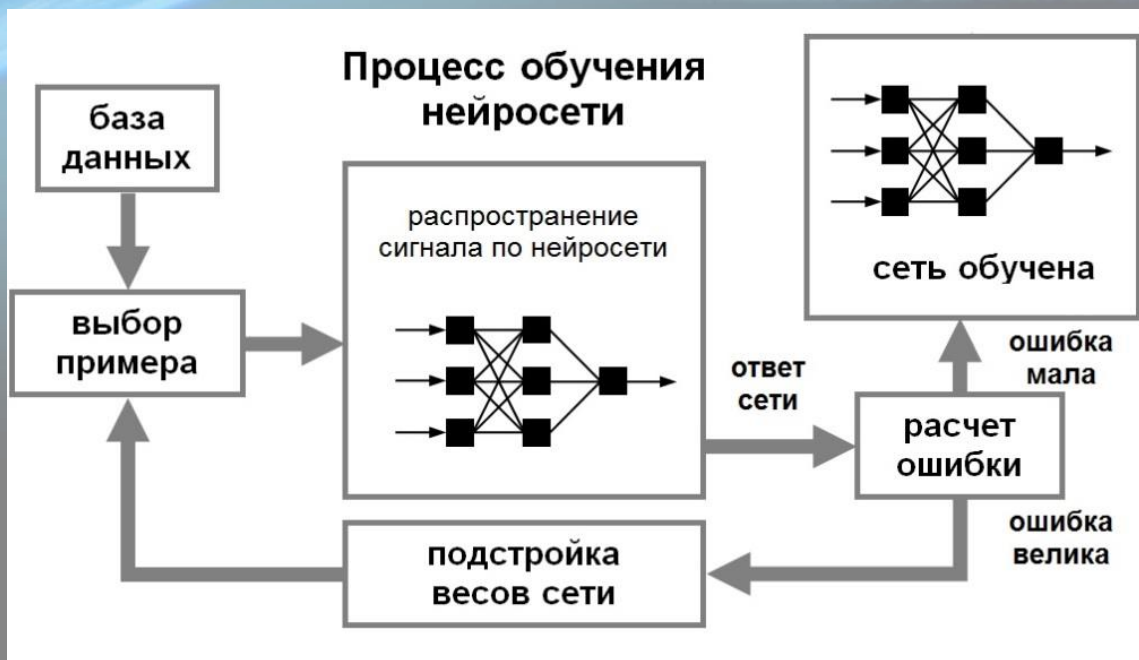 Процесс обучения
нейросети
база
данных
выбор
примера
распространение
сигнала по нейросети
ответ
сети
расчет
ошибки
ошибка
мала
сеть обучена
ошибка
велика
подстройка
весов сети